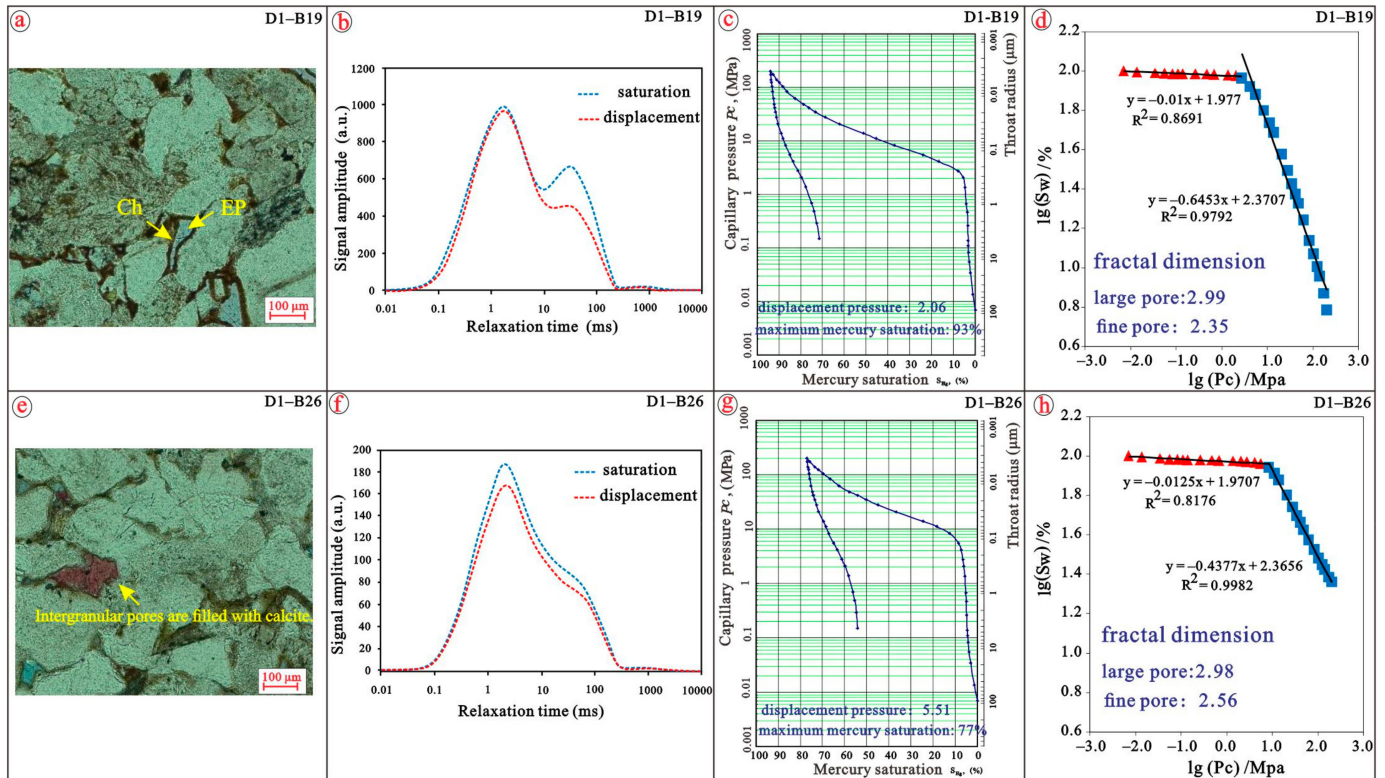 a
D1–B19
Ch
EP
100 μm
b
D1–B19
saturation
displacement
Signal amplitude (a.u.)
1200
1000
800
600
400
200
0
0.01
0.1
1
10
100
1000
10000
Relaxation time (ms)
c
D1-B19
Capillary pressure Pc, (MPa)
1000
100
10
1
0.1
0.01
0.001
Throat radius (μm)
0.001
0.01
0.1
1
10
100
displacement pressure: 2.06
maximum mercury saturation: 93%
100 90 80 70 60 50 40 30 20 10 0
Mercury saturation SHg, (%)
d
D1–B19
lg(Sw)/%
2.2
2.0
1.8
1.6
1.4
1.2
1.0
0.8
0.6
y=–0.01x+1.977
R²=0.8691
y=–0.6453x+2.3707
R²=0.9792
fractal dimension
large pore:2.99
fine pore: 2.35
–3.0 –2.0 –1.0 0.0 1.0 2.0 3.0
lg (Pc) /Mpa
e
D1–B26
Intergranular pores are filled with calcite.
100 μm
f
D1–B26
saturation
displacement
Signal amplitude (a.u.)
200
180
160
140
120
100
80
60
40
20
0
0.01
0.1
1
10
100
1000
10000
Relaxation time (ms)
g
D1–B26
Capillary pressure Pc, (MPa)
1000
100
10
1
0.1
0.01
0.001
Throat radius (μm)
0.001
0.01
0.1
1
10
100
displacement pressure: 5.51
maximum mercury saturation: 77%
100 90 80 70 60 50 40 30 20 10 0
Mercury saturation SHg, (%)
h
D1–B26
lg(Sw)/%
2.2
2.0
1.8
1.6
1.4
1.2
1.0
0.8
0.6
y=–0.0125x+1.9707
R²=0.8176
y=–0.4377x+2.3656
R²=0.9982
fractal dimension
large pore:2.98
fine pore: 2.56
–3.0 –2.0 –1.0 0.0 1.0 2.0 3.0
lg (Pc) /Mpa